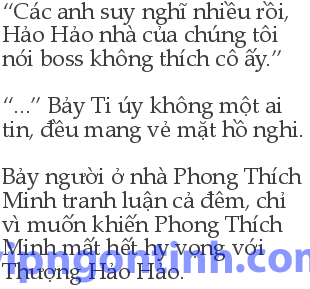 “Các anh suy nghĩ nhiều rồi,
Hảo Hảo nhà của chúng tôi
nói boss không thích cô ấy.”
“...” Bảy Ti úy không một ai
tin, đều mang vẻ mặt hồ nghi.
Bảy người ở nhà Phong Thích
Minh tranh luận cả đêm, chỉ
vì muốn khiến Phong Thích
Minh mất hết hy vọng với
Thượng Hảo Hảo.
vipngontinh.com